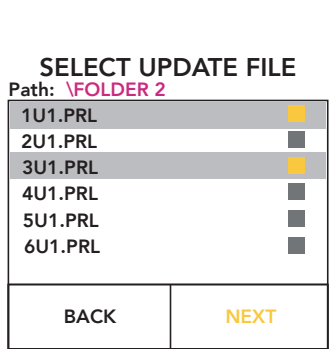 SELECT UPDATE FILE
Path: \FOLDER 2
1U1.PRL
2U1.PRL
3U1.PRL
4U1.PRL
5U1.PRL
6U1.PRL
BACK NEXT